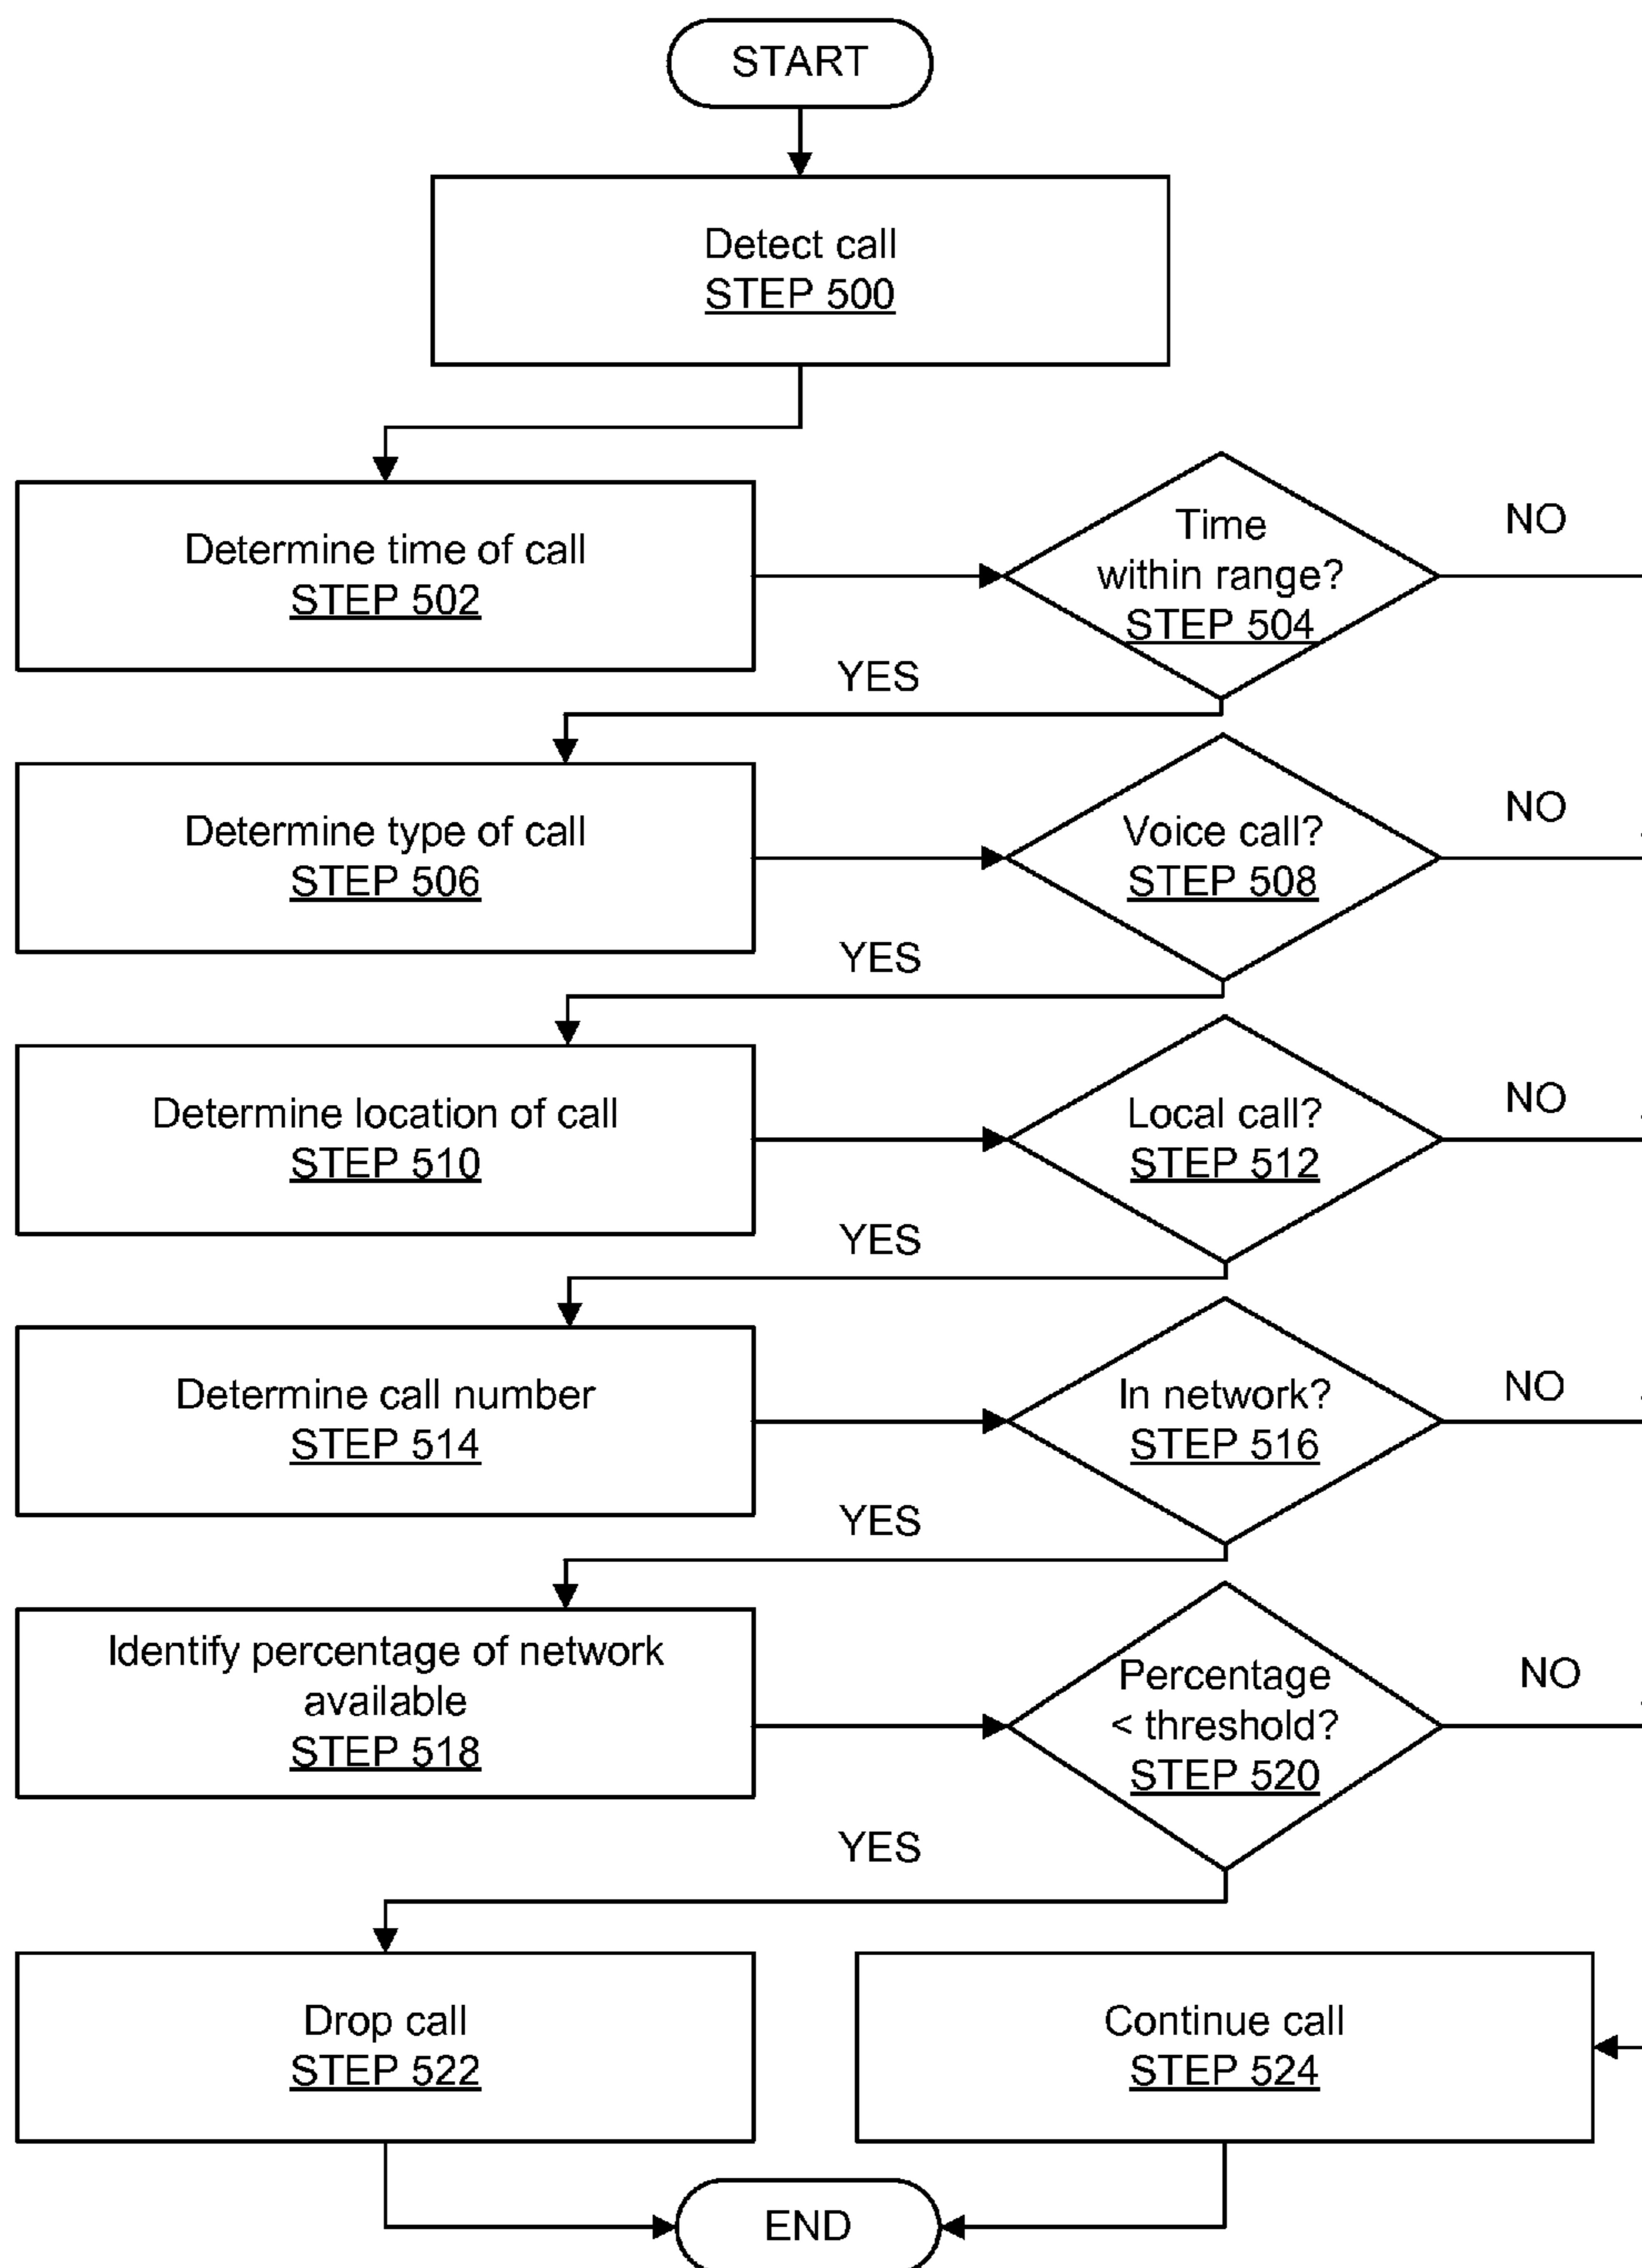 START
Detect call
STEP 500
Determine time of call
STEP 502
Time
within range?
STEP 504
NO
YES
Determine type of call
STEP 506
Voice call?
STEP 508
NO
YES
Determine location of call
STEP 510
Local call?
STEP 512
NO
YES
Determine call number
STEP 514
In network?
STEP 516
NO
YES
Identify percentage of network
available
STEP 518
Percentage
< threshold?
STEP 520
NO
YES
Drop call
STEP 522
Continue call
STEP 524
END